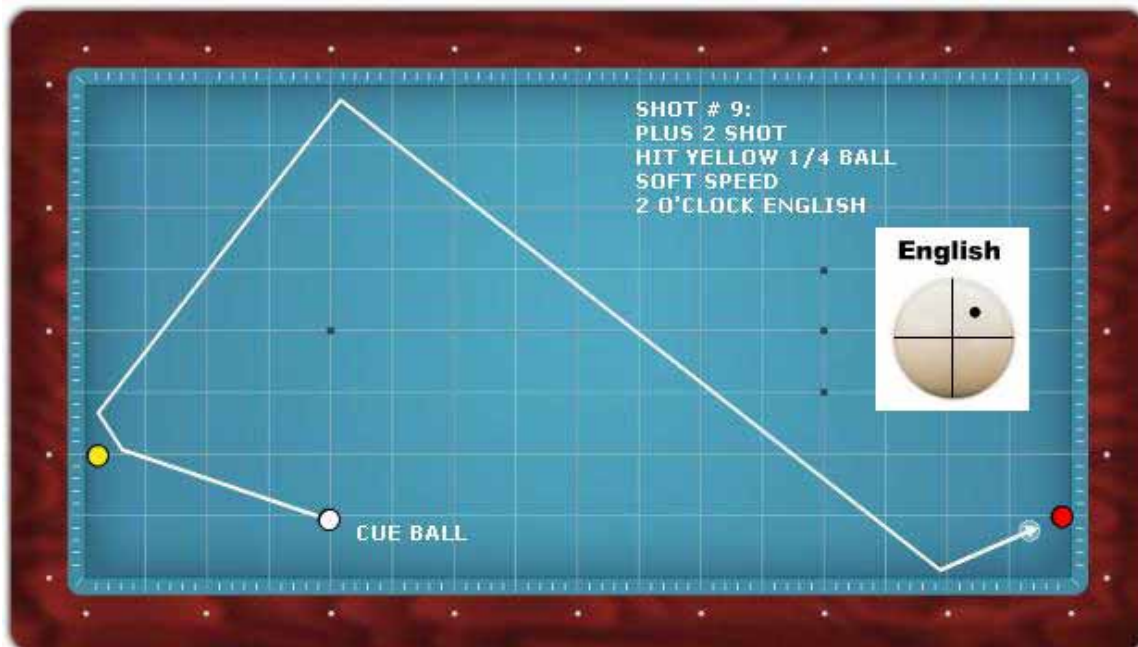 SHOT # 9:
PLUS 2 SHOT
HIT YELLOW 1/4 BALL
SOFT SPEED
2 O'CLOCK ENGLISH
English
CUE BALL